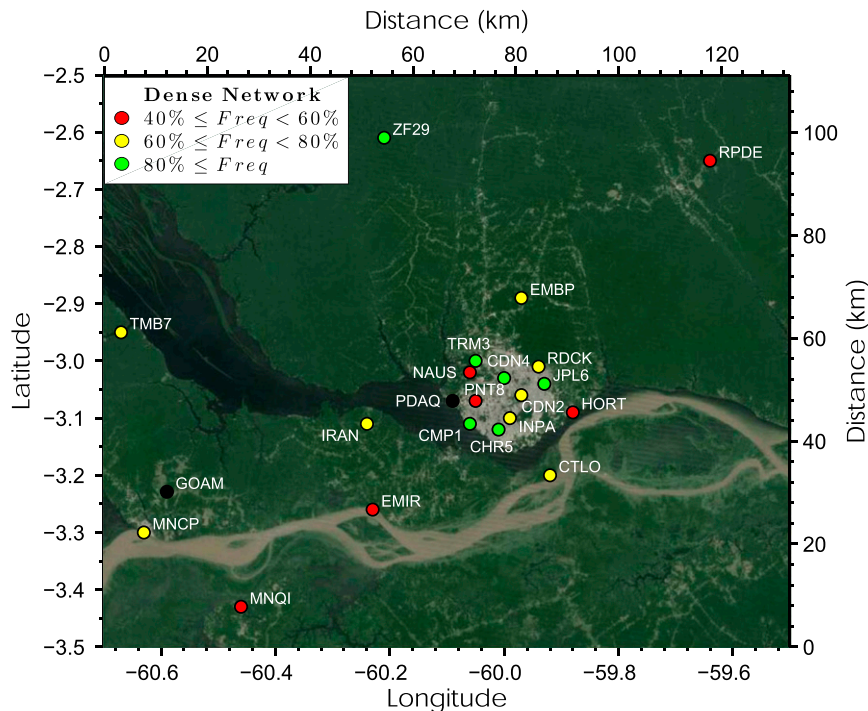 Distance (km)
0 20 40 60 80 100 120
−2.5
−2.6
−2.7
−2.8
−2.9
−3.0
−3.1
−3.2
−3.3
−3.4
−3.5
Latitude
Dense Network
40% ≤ Freq < 60%
60% ≤ Freq < 80%
80% ≤ Freq
ZF29
RPDE
EMBP
TMB7
TRM3
CDN4
RDCK
NAUS
JPL6
PNT8
PDAQ
CDN2
HORT
INPA
IRAN
CMP1
CHR5
CTLO
GOAM
EMIR
MNCP
MNQI
100
80
60
40
20
0
Distance (km)
−60.6 −60.4 −60.2 −60.0 −59.8 −59.6
Longitude